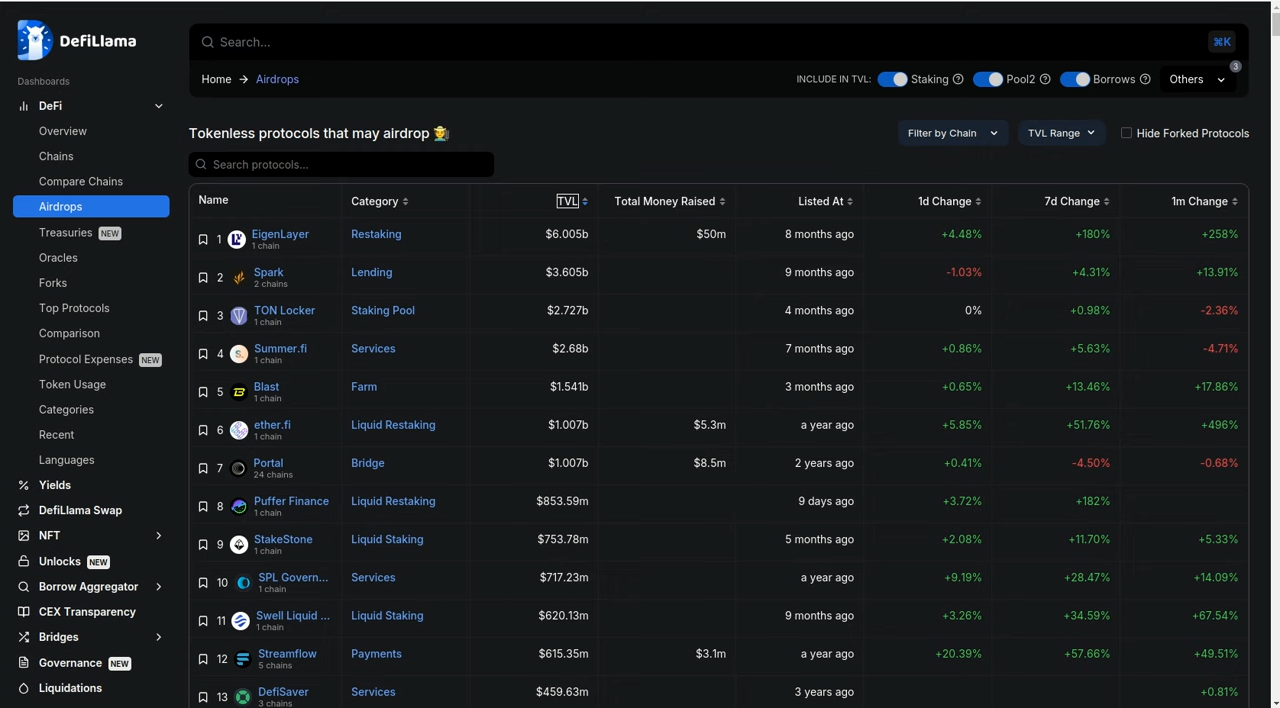 DefiLlama
Search...
⌘K
Home → Airdrops
INCLUDE IN TVL: Staking Pool2 Borrows Others 3
Dashboards
DeFi
Overview
Chains
Compare Chains
Airdrops
Treasuries NEW
Oracles
Forks
Top Protocols
Comparison
Protocol Expenses NEW
Token Usage
Categories
Recent
Languages
Yields
DefiLlama Swap
NFT
Unlocks NEW
Borrow Aggregator
CEX Transparency
Bridges
Governance NEW
Liquidations
Tokenless protocols that may airdrop 🧑‍🌾
Filter by Chain TVL Range Hide Forked Protocols
Search protocols...
Name Category TVL Total Money Raised Listed At 1d Change 7d Change 1m Change
1 EigenLayer Restaking $6.005b $50m 8 months ago +4.48% +180% +258%
1 chain
2 Spark Lending $3.605b 9 months ago -1.03% +4.31% +13.91%
2 chains
3 TON Locker Staking Pool $2.727b 4 months ago 0% +0.98% -2.36%
1 chain
4 Summer.fi Services $2.68b 7 months ago +0.86% +5.63% -4.71%
1 chain
5 Blast Farm $1.541b 3 months ago +0.65% +13.46% +17.86%
1 chain
6 ether.fi Liquid Restaking $1.007b $5.3m a year ago +5.85% +51.76% +496%
1 chain
7 Portal Bridge $1.007b $8.5m 2 years ago +0.41% -4.50% -0.68%
24 chains
8 Puffer Finance Liquid Restaking $853.59m 9 days ago +3.72% +182%
1 chain
9 StakeStone Liquid Staking $753.78m 5 months ago +2.08% +11.70% +5.33%
1 chain
10 SPL Govern... Services $717.23m a year ago +9.19% +28.47% +14.09%
1 chain
11 Swell Liquid ... Liquid Staking $620.13m 9 months ago +3.26% +34.59% +67.54%
1 chain
12 Streamflow Payments $615.35m $3.1m a year ago +20.39% +57.66% +49.51%
5 chains
13 DefiSaver Services $459.63m 3 years ago +0.81%
3 chains